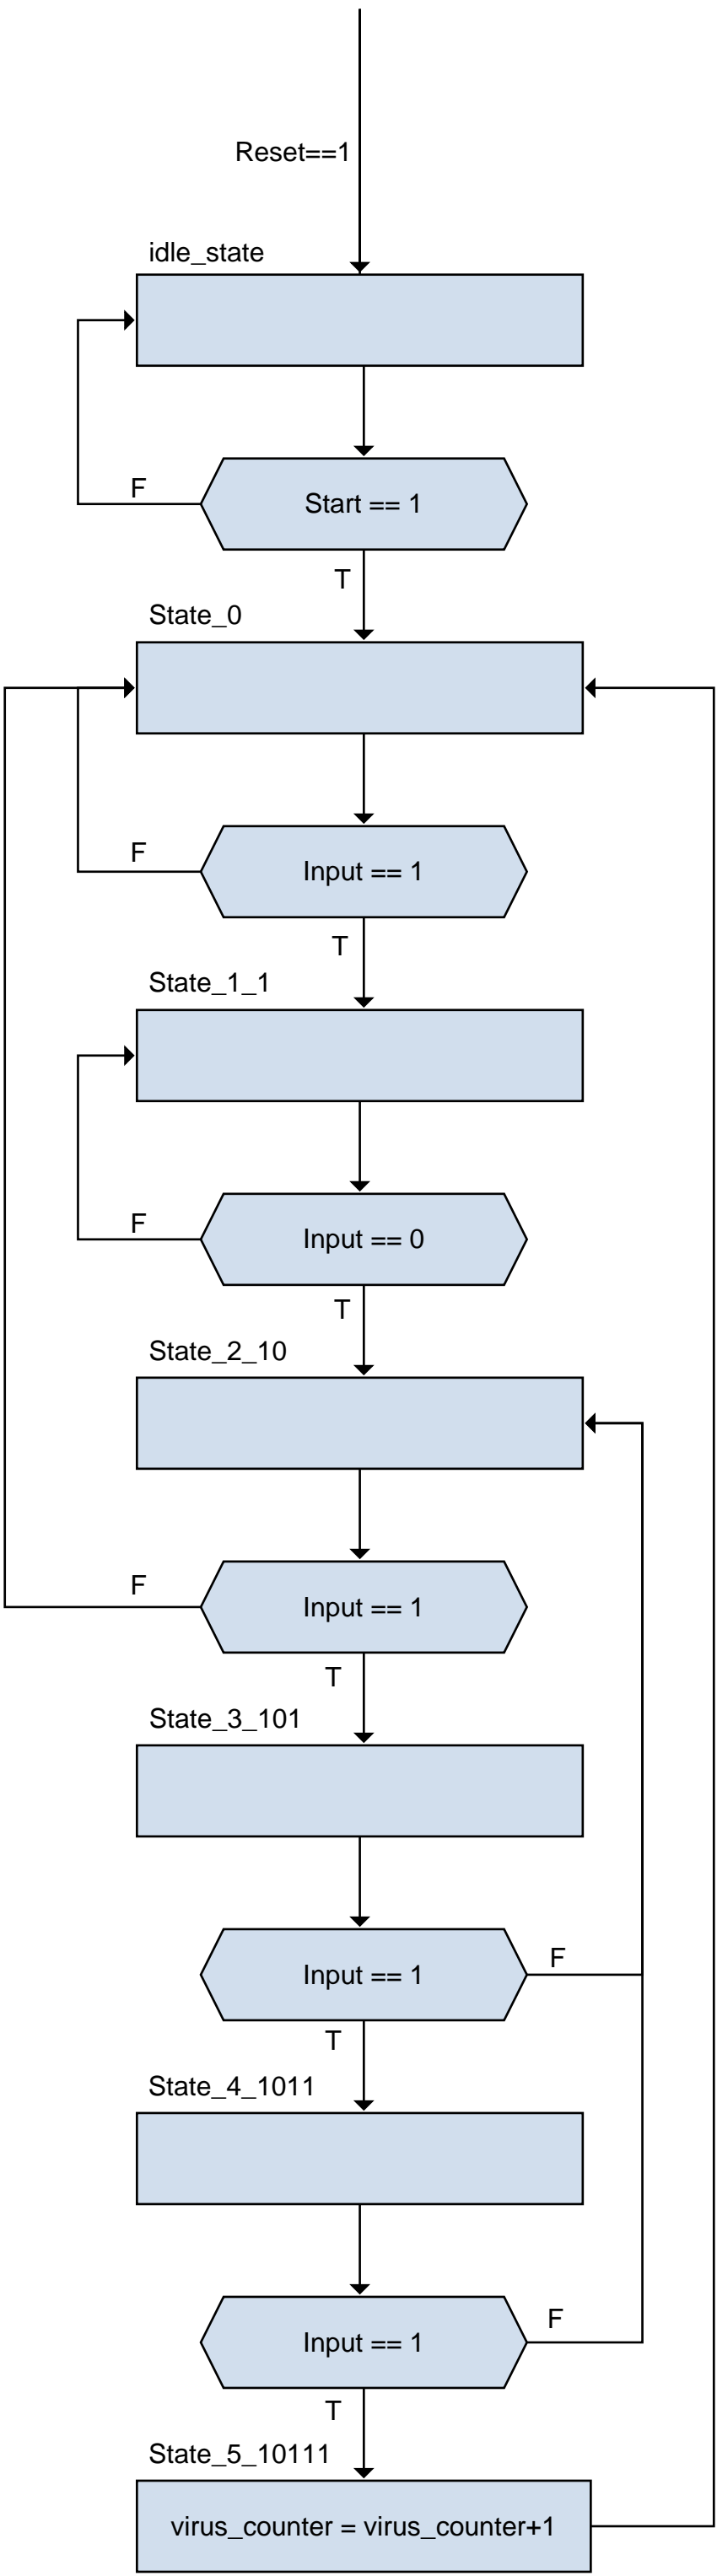 Reset==1
idle_state
F
Start == 1
T
State_0
F
Input == 1
T
State_1_1
F
Input == 0
T
State_2_10
F
Input == 1
T
State_3_101
Input == 1
F
T
State_4_1011
Input == 1
F
T
State_5_10111
virus_counter = virus_counter+1